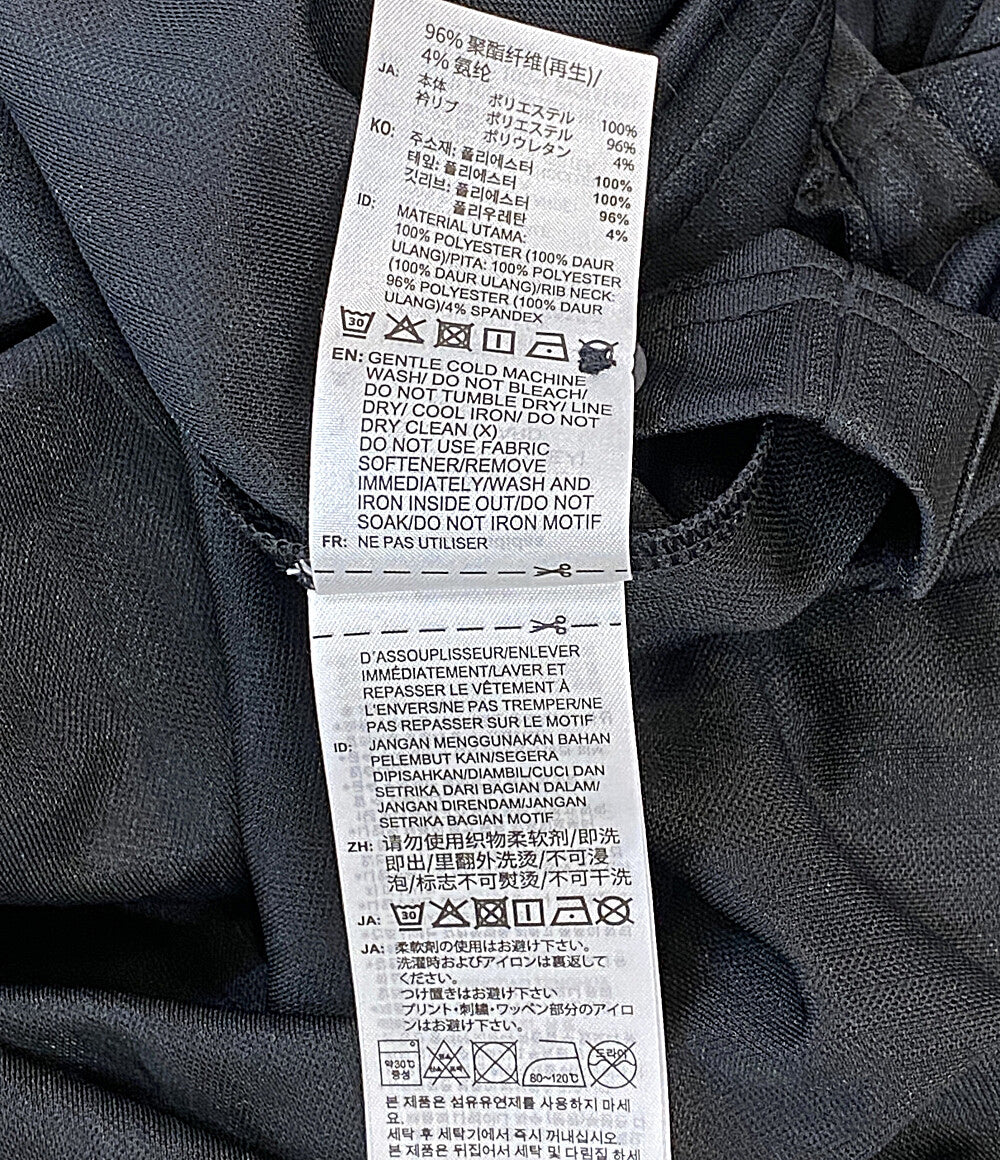 96% 聚酯纤维(再生)/
4% 氨纶
JA: 本体 ポリエステル 100%
衿リブ ポリエステル 96%
ポリウレタン 4%
KO: 주소재: 폴리에스터 100%
테잎: 폴리에스터 100%
깃리브: 폴리에스터 96%
폴리우레탄 4%
ID: MATERIAL UTAMA:
100% POLYESTER (100% DAUR
ULANG)/PITA: 100% POLYESTER
(100% DAUR ULANG)/RIB NECK:
96% POLYESTER (100% DAUR
ULANG)/4% SPANDEX
30
EN: GENTLE COLD MACHINE
WASH/ DO NOT BLEACH/
DO NOT TUMBLE DRY/ LINE
DRY/ COOL IRON/ DO NOT
DRY CLEAN (X)
DO NOT USE FABRIC
SOFTENER/REMOVE
IMMEDIATELY/WASH AND
IRON INSIDE OUT/DO NOT
SOAK/DO NOT IRON MOTIF
FR: NE PAS UTILISER
D'ASSOUPLISSEUR/ENLEVER
IMMÉDIATEMENT/LAVER ET
REPASSER LE VÊTEMENT À
L'ENVERS/NE PAS TREMPER/NE
PAS REPASSER SUR LE MOTIF
ID: JANGAN MENGGUNAKAN BAHAN
PELEMBUT KAIN/SEGERA
DIPISAHKAN/DIAMBIL/CUCI DAN
SETRIKA DARI BAGIAN DALAM/
JANGAN DIRENDAM/JANGAN
SETRIKA BAGIAN MOTIF
ZH: 请勿使用织物柔软剂/即洗
即出/里翻外洗烫/不可浸
泡/标志不可熨烫/不可干洗
JA: 30
JA: 柔軟剤の使用はお避け下さい。
洗濯時およびアイロンは裏返して
ください。
つけ置きはお避け下さい
プリント・刺繍・ワッペン部分のアイロ
ンはお避け下さい。
약30℃
중성
80~120℃
드라이
본 제품은 섬유유연제를 사용하지 마세
요.
세탁 후 세탁기에서 즉시 꺼내십시오.
본 제품은 뒤집어서 세탁 및 다림질 하세